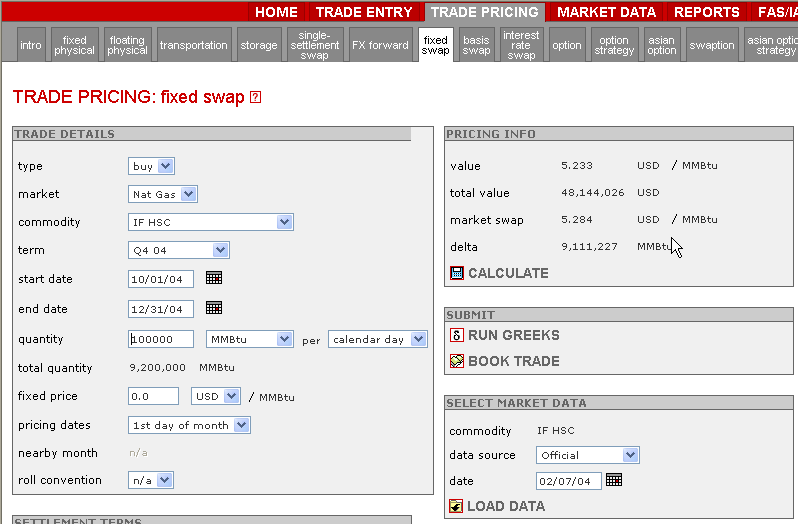 HOME TRADE ENTRY TRADE PRICING MARKET DATA REPORTS FAS/IA
intro
fixed physical
floating physical
transportation
storage
single-settlement swap
FX forward
fixed swap
basis swap
interest rate swap
option
option strategy
asian option
swaption
asian optio strategy
TRADE PRICING: fixed swap ?
TRADE DETAILS
type buy
market Nat Gas
commodity IF HSC
term Q4 04
start date 10/01/04
end date 12/31/04
quantity 100000 MMBtu per calendar day
total quantity 9,200,000 MMBtu
fixed price 0.0 USD / MMBtu
pricing dates 1st day of month
nearby month n/a
roll convention n/a
SETTLEMENT TERMS
PRICING INFO
value 5.233 USD / MMBtu
total value 48,144,026 USD
market swap 5.284 USD / MMBtu
delta 9,111,227 MMBtu
CALCULATE
SUBMIT
δ RUN GREEKS
BOOK TRADE
SELECT MARKET DATA
commodity IF HSC
data source Official
date 02/07/04
LOAD DATA